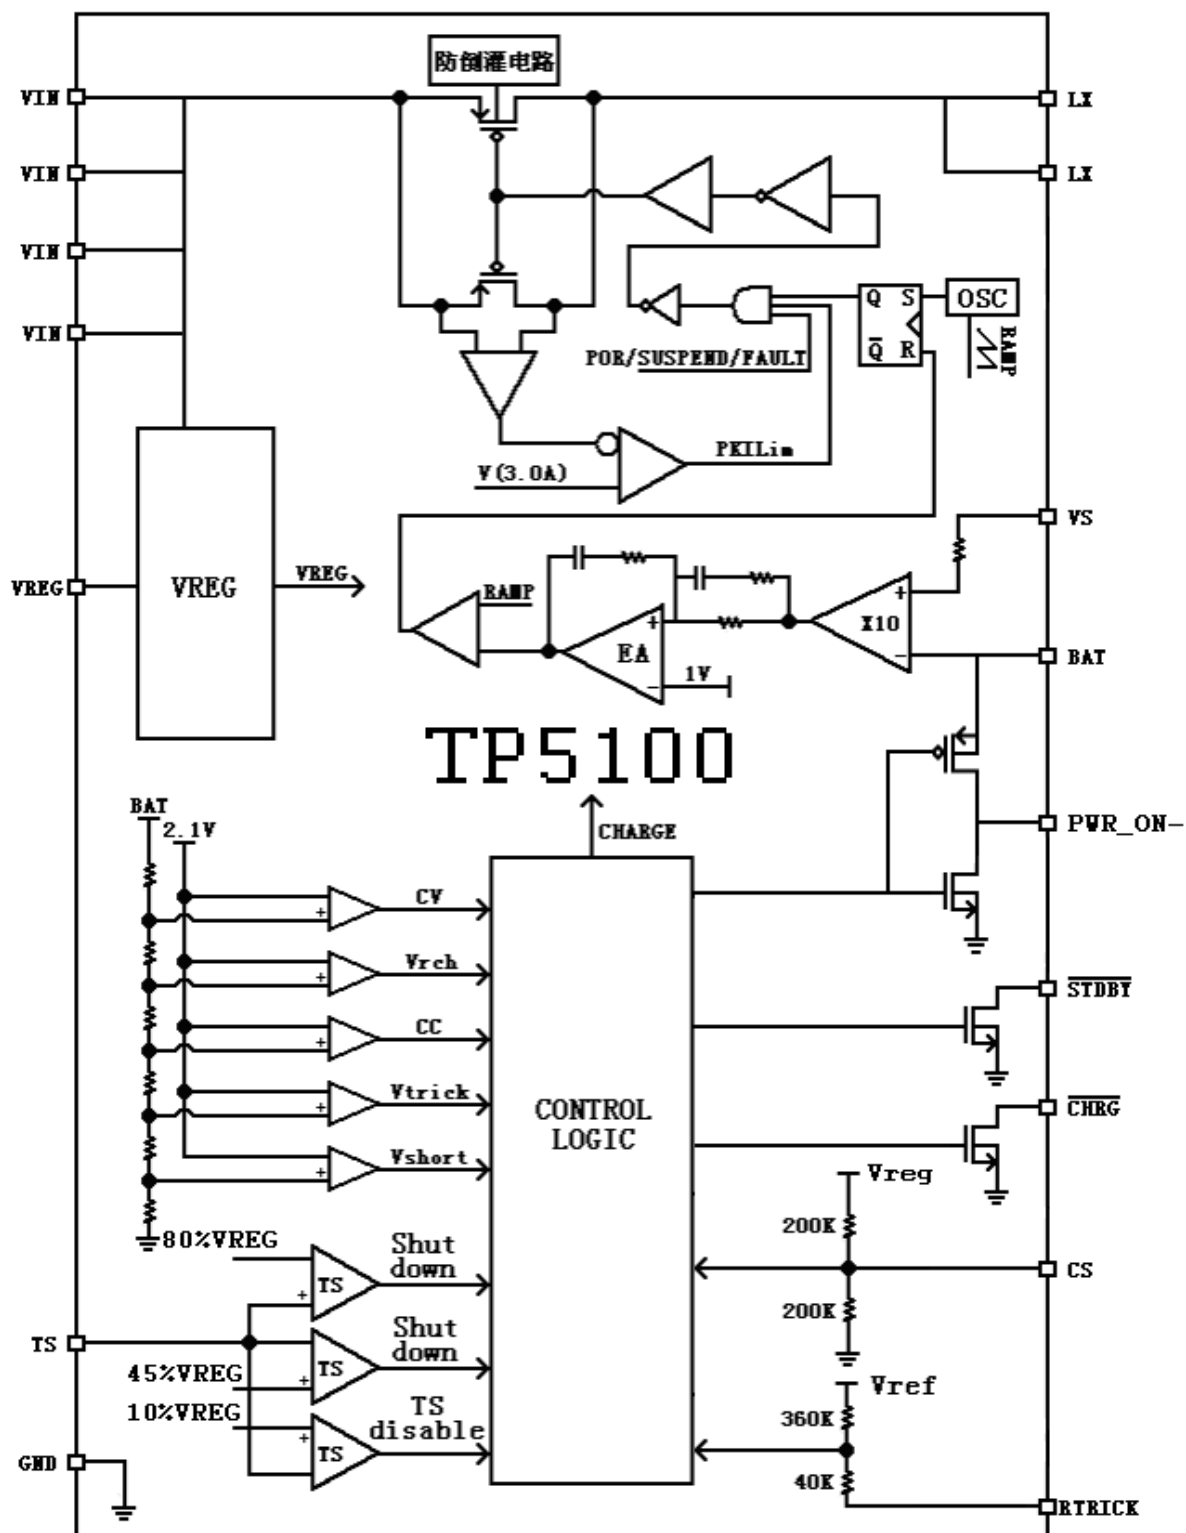 防倒灌电路
VIN
LX
VIN
LX
VIN
Q S
OSC
VIN
RAMP
POR/SUSPEND/FAULT
Q̅ R
PKILim
V(3.0A)
VS
VREG
VREG
VREG
RAMP
+
X10
-
+
EA
-
1V
BAT
TP5100
BAT
2.1V
CHARGE
PWR_ON-
CV
+
Vrch
+
S̅T̅D̅B̅Y̅
CC
+
Vtrick
+
CONTROL
LOGIC
C̅H̅R̅G̅
Vshort
+
Vreg
200K
80%VREG
Shut
down
TS
+
CS
200K
TS
Shut
down
TS
45%VREG
+
Vref
10%VREG
+
TS
disable
TS
360K
GND
40K
RTRICK